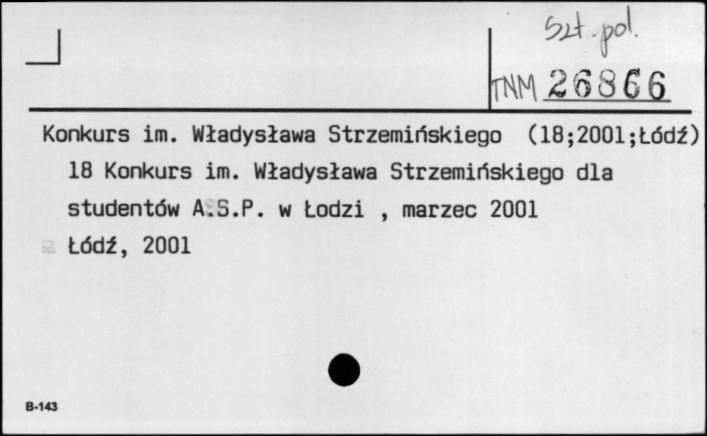 Szt. pol.
TNM 26866
Konkurs im. Władysława Strzemińskiego (18;2001;Łódź)
18 Konkurs im. Władysława Strzemińskiego dla
studentów A.S.P. w Łodzi , marzec 2001
Łódź, 2001
B-143